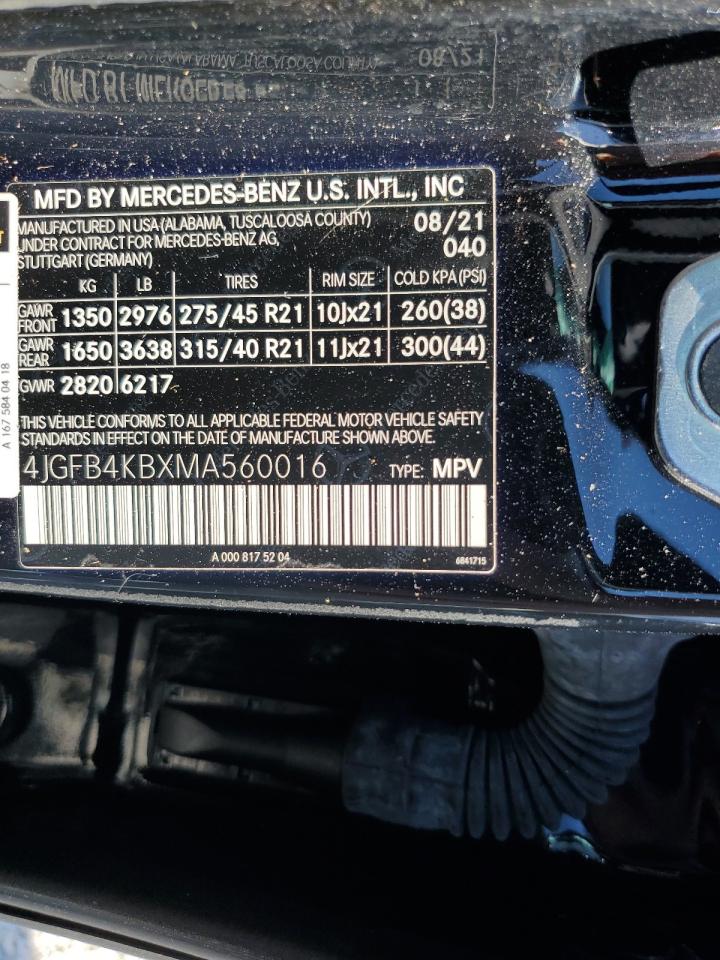 MFD BY MERCEDES-BENZ U.S. INTL., INC
MANUFACTURED IN USA (ALABAMA, TUSCALOOSA COUNTY) 08/21
UNDER CONTRACT FOR MERCEDES-BENZ AG, 040
STUTTGART (GERMANY)
KG LB TIRES RIM SIZE COLD KPA (PSI)
GAWR FRONT 1350 2976 275/45 R21 10Jx21 260(38)
GAWR REAR 1650 3638 315/40 R21 11Jx21 300(44)
GVWR 2820 6217
THIS VEHICLE CONFORMS TO ALL APPLICABLE FEDERAL MOTOR VEHICLE SAFETY
STANDARDS IN EFFECT ON THE DATE OF MANUFACTURE SHOWN ABOVE.
4JGFB4KBXMA560016 TYPE: MPV
A 000 817 52 04 6841715
A 167 584 04 18